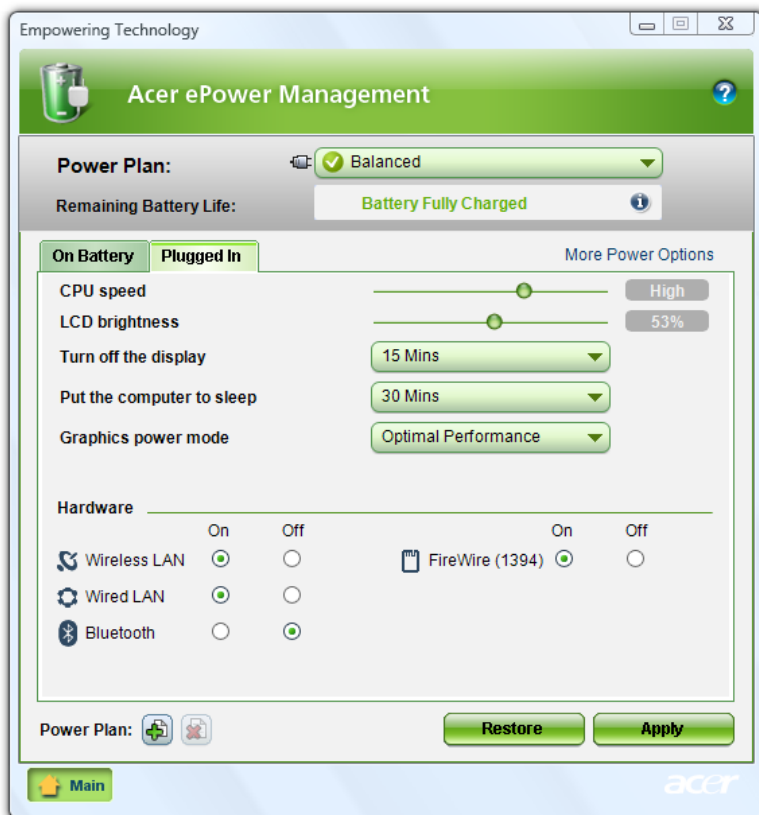 Empowering Technology
Acer ePower Management
Power Plan: Balanced
Remaining Battery Life: Battery Fully Charged
On Battery Plugged In More Power Options
CPU speed High
LCD brightness 53%
Turn off the display 15 Mins
Put the computer to sleep 30 Mins
Graphics power mode Optimal Performance
Hardware
On Off On Off
Wireless LAN FireWire (1394)
Wired LAN
Bluetooth
Power Plan: Restore Apply
Main acer